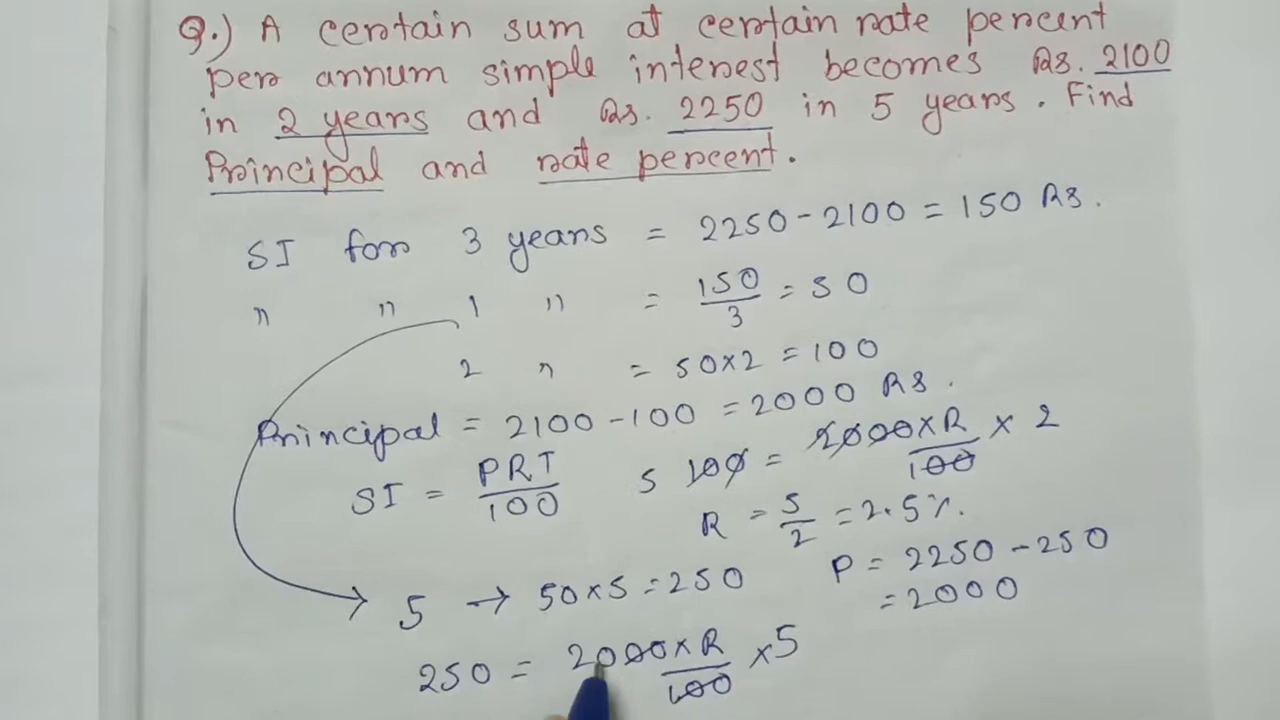 Q.) A certain sum at certain rate percent
per annum simple interest becomes Rs. 2100
in 2 years and Rs. 2250 in 5 years. Find
Principal and rate percent.
SI for 3 years = 2250 - 2100 = 150 Rs.
" " 1 " = 150/3 = 50
2 " = 50×2 = 100
Principal = 2100 - 100 = 2000 Rs.
SI = PRT/100 5 100 = 2000×R/100 × 2
R = 5/2 = 2.5%.
5 → 50×5 = 250 P = 2250 - 250
= 2000
250 = 2000×R/100 × 5